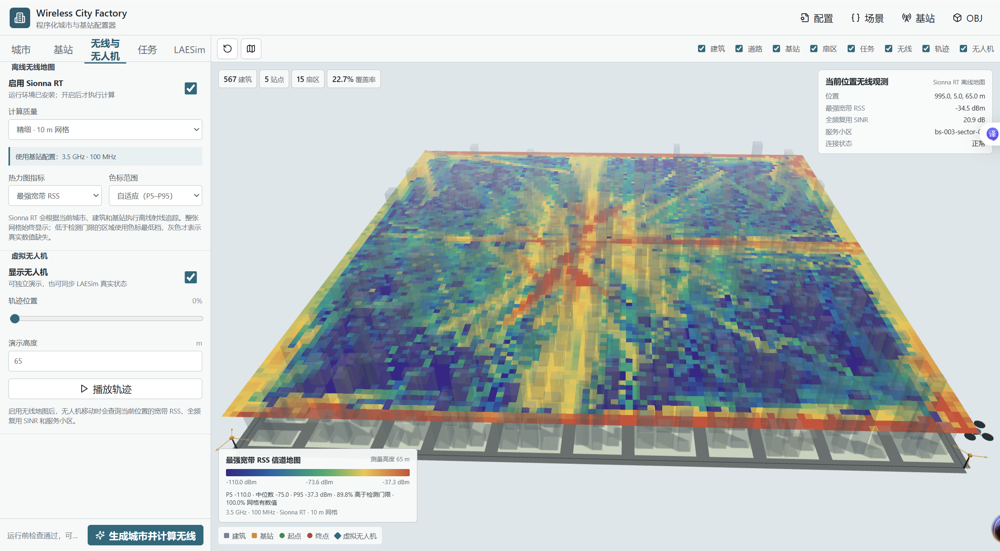 Wireless City Factory
程序化城市与基站配置器
配置
场景
基站
OBJ
城市
基站
无线与
无人机
任务
LAESim
离线无线地图
启用 Sionna RT
运行环境已安装；开启后才执行计算
计算质量
精细 · 10 m 网格
使用基站配置：3.5 GHz · 100 MHz
热力图指标
色标范围
最强宽带 RSS
自适应（P5–P95）
Sionna RT 会根据当前城市、建筑和基站执行离线射线追踪。整张
网格始终显示；低于检测门限的区域使用色标最低档，灰色才表示
真实数值缺失。
虚拟无人机
显示无人机
可独立演示，也可同步 LAESim 真实状态
轨迹位置
0%
演示高度
m
65
播放轨迹
启用无线地图后，无人机移动时会查询当前位置的宽带 RSS、全频
复用 SINR 和服务小区。
运行前检查通过，可...
生成城市并计算无线
建筑
道路
基站
扇区
任务
无线
轨迹
无人机
567 建筑
5 站点
15 扇区
22.7% 覆盖率
当前位置无线观测
Sionna RT 离线地图
位置
995.0, 5.0, 65.0 m
最强宽带 RSS
-34.5 dBm
全频复用 SINR
20.9 dB
服务小区
bs-003-sector-
连接状态
正常
译
最强宽带 RSS 信道地图
测量高度 65 m
-110.0 dBm
-73.6 dBm
-37.3 dBm
P5 -110.0 · 中位数 -75.0 · P95 -37.3 dBm · 89.8% 高于检测门限 ·
100.0% 网格有数值
3.5 GHz · 100 MHz · Sionna RT · 10 m 网格
建筑
基站
起点
终点
虚拟无人机